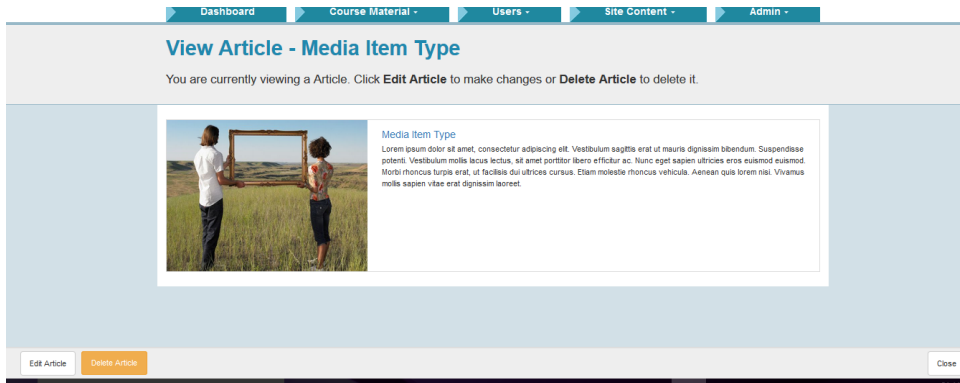 Dashboard Course Material - Users - Site Content - Admin -
View Article - Media Item Type
You are currently viewing a Article. Click Edit Article to make changes or Delete Article to delete it.
Media Item Type
Lorem ipsum dolor sit amet, consectetur adipiscing elit. Vestibulum sagittis erat ut mauris dignissim bibendum. Suspendisse
potenti. Vestibulum mollis lacus lectus, sit amet porttitor libero efficitur ac. Nunc eget sapien ultricies eros euismod euismod.
Morbi rhoncus turpis erat, ut facilisis dui ultrices cursus. Etiam molestie rhoncus vehicula. Aenean quis lorem nisi. Vivamus
mollis sapien vitae erat dignissim laoreet.
Edit Article Delete Article Close